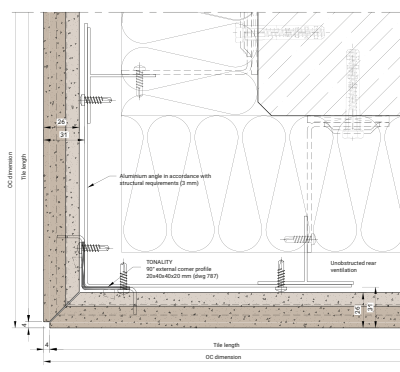 26
31
OC dimension
Tile length
Aluminum angle in accordance with
structural requirements (3 mm)
TONALITY
90° external corner profile
20x40x40x20 mm (dwg 787)
Unobstructed rear
ventilation
26
31
4
4
Tile length
OC dimension